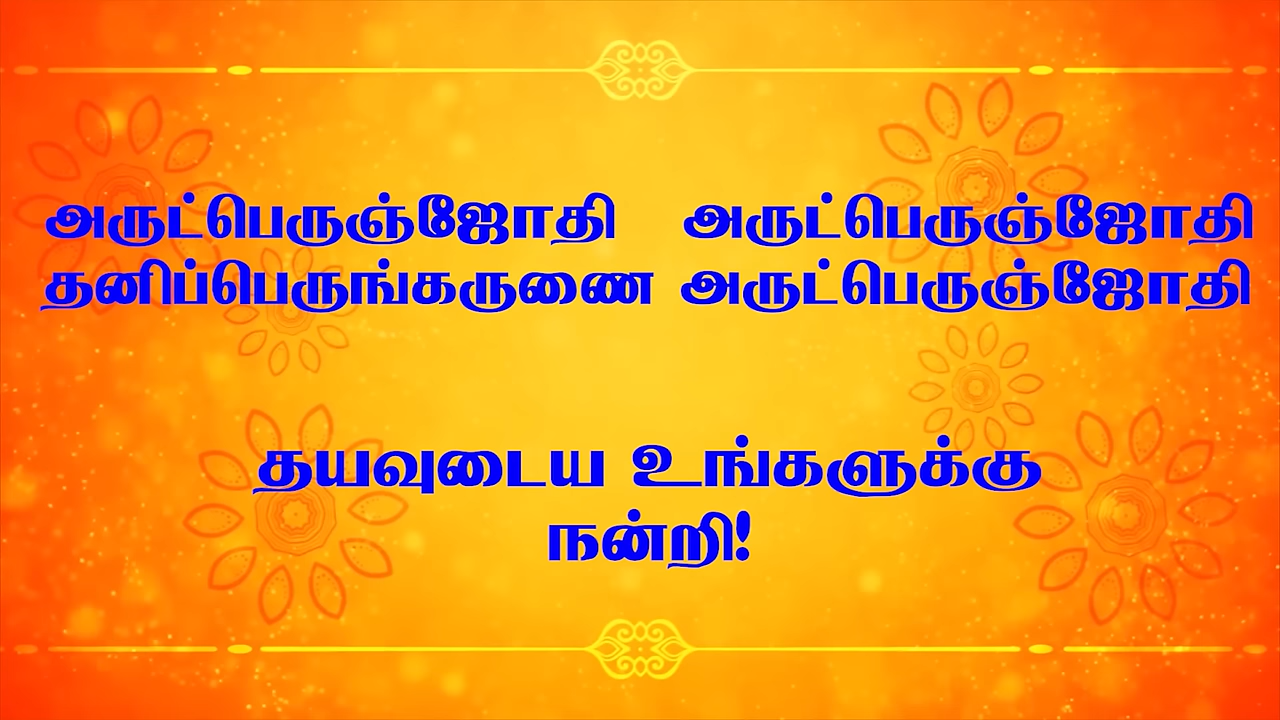 அருட்பெருஞ்ஜோதி அருட்பெருஞ்ஜோதி
தனிப்பெருங்கருணை அருட்பெருஞ்ஜோதி
தயவுடைய உங்களுக்கு
நன்றி!